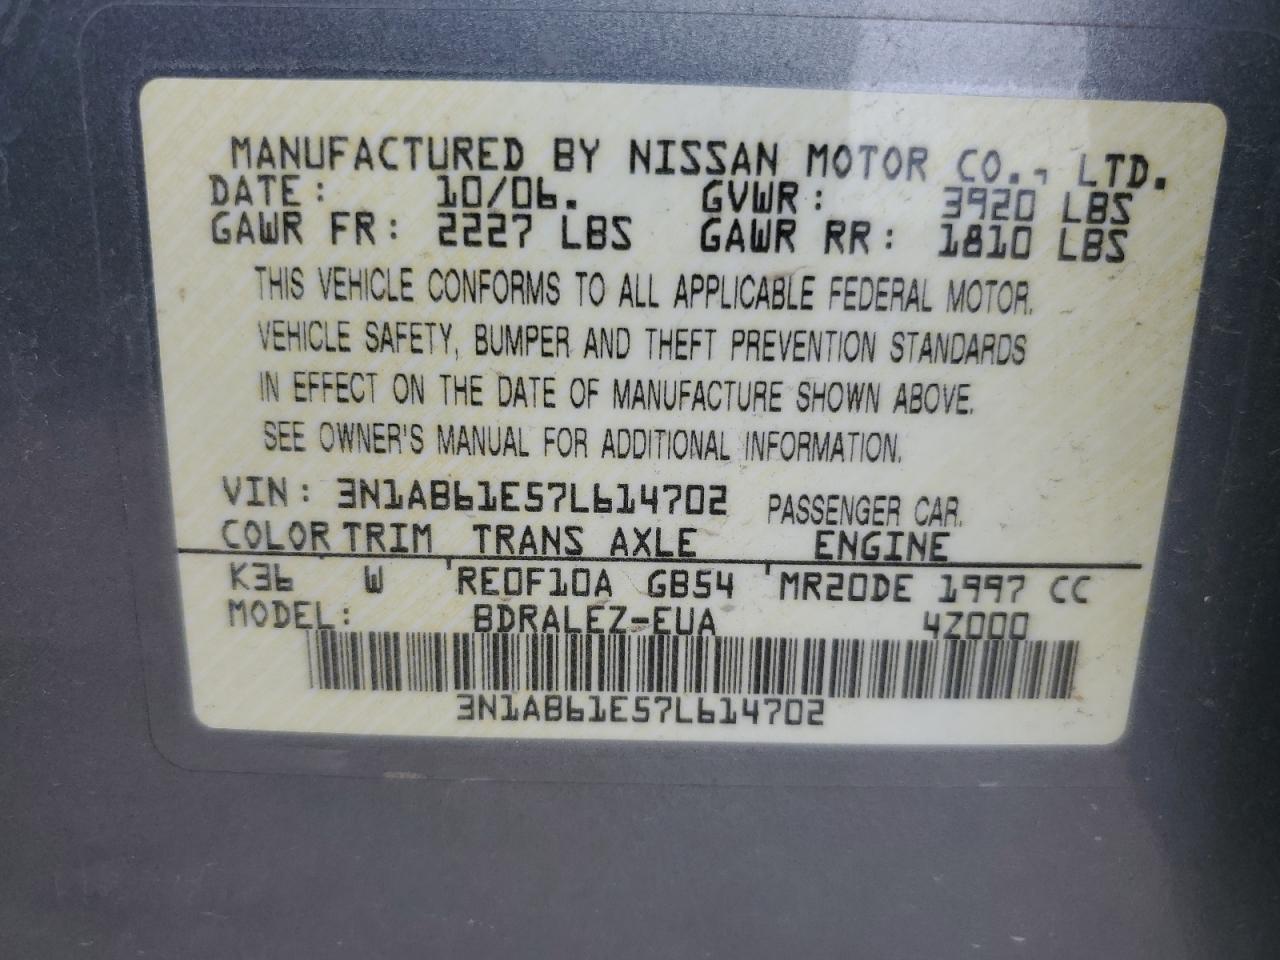 MANUFACTURED BY NISSAN MOTOR CO., LTD.
DATE: 10/06. GVWR: 3920 LBS
GAWR FR: 2227 LBS GAWR RR: 1810 LBS
THIS VEHICLE CONFORMS TO ALL APPLICABLE FEDERAL MOTOR.
VEHICLE SAFETY, BUMPER AND THEFT PREVENTION STANDARDS
IN EFFECT ON THE DATE OF MANUFACTURE SHOWN ABOVE.
SEE OWNER'S MANUAL FOR ADDITIONAL INFORMATION.
VIN: 3N1AB61E57L614702 PASSENGER CAR.
COLOR TRIM TRANS AXLE ENGINE
K36 W RE0F10A GB54 MR20DE 1997 CC
MODEL: BDRALEZ-EUA 4Z000
3N1AB61E57L614702